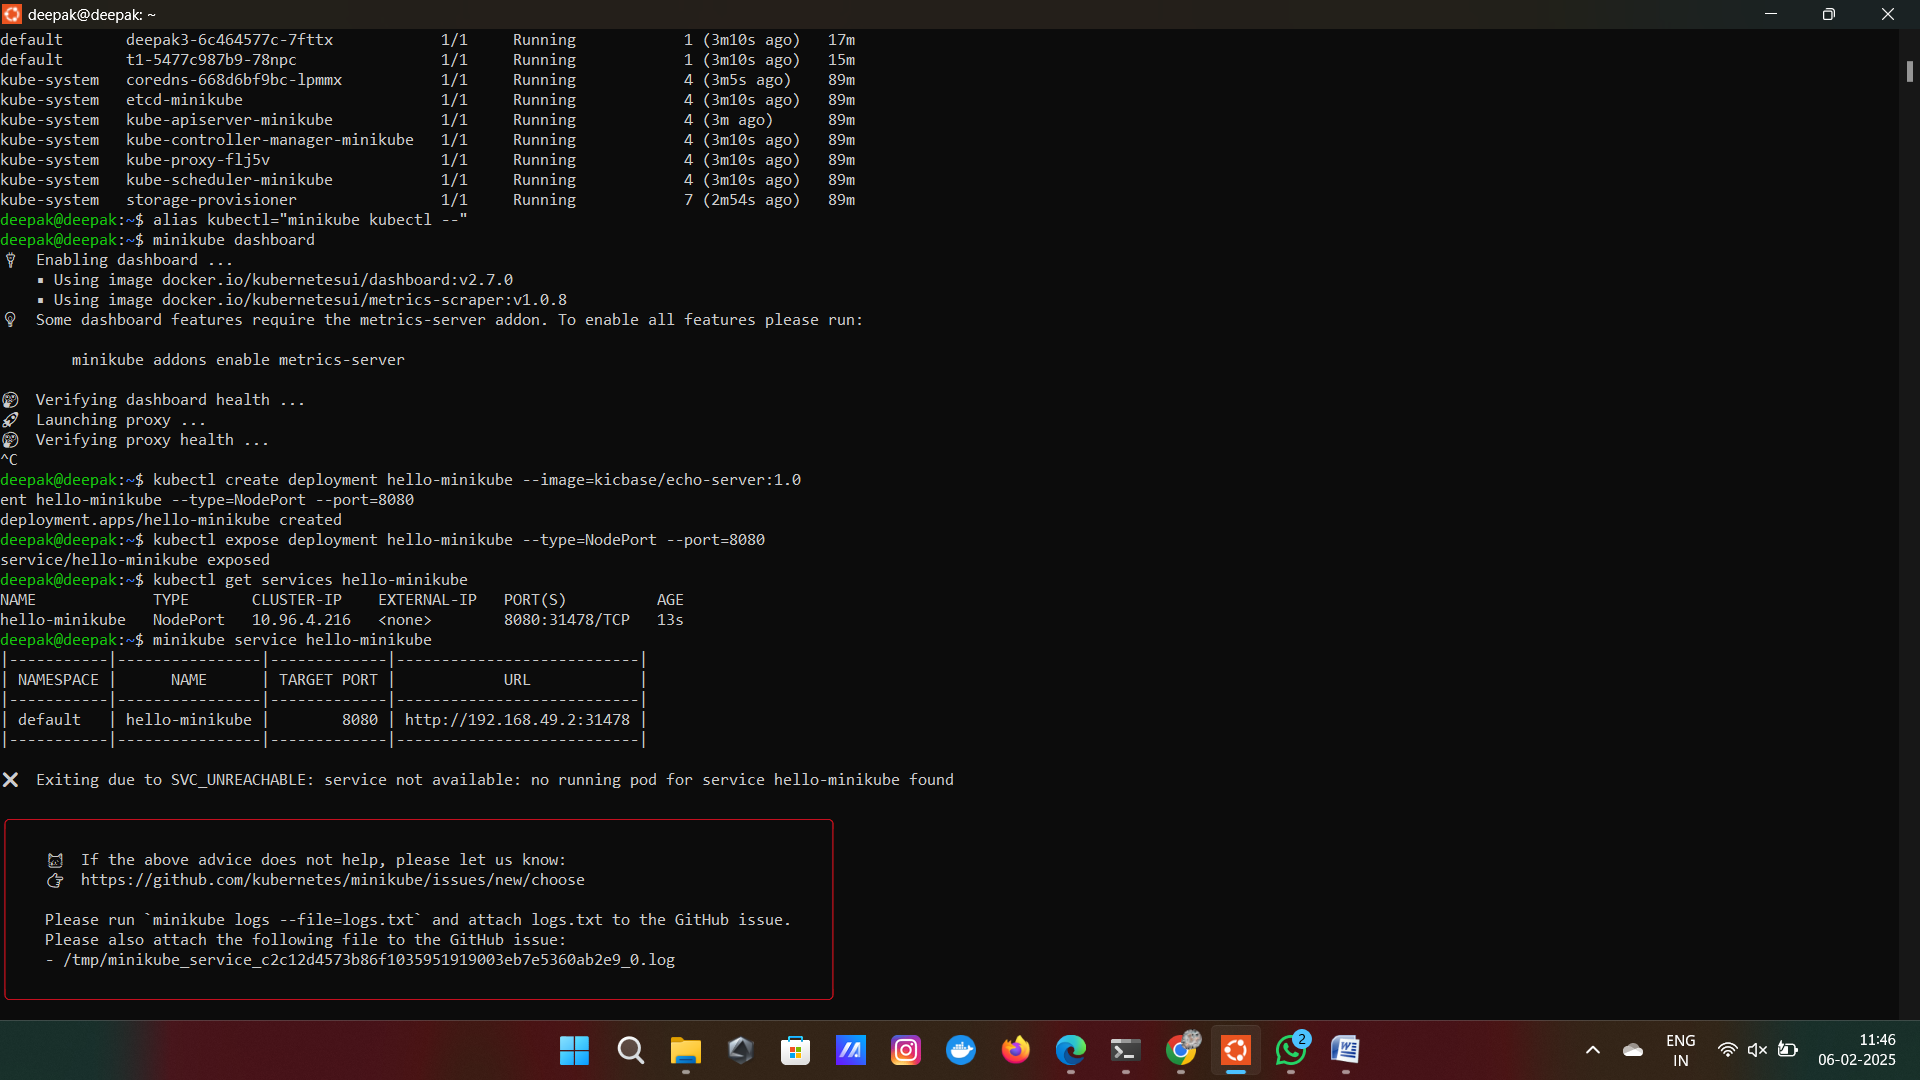 deepak@deepak: ~
default       deepak3-6c464577c-7fttx            1/1     Running            1 (3m10s ago)   17m
default       t1-5477c987b9-78npc                1/1     Running            1 (3m10s ago)   15m
kube-system   coredns-668d6bf9bc-lpmmx           1/1     Running            4 (3m5s ago)    89m
kube-system   etcd-minikube                      1/1     Running            4 (3m10s ago)   89m
kube-system   kube-apiserver-minikube            1/1     Running            4 (3m ago)      89m
kube-system   kube-controller-manager-minikube   1/1     Running            4 (3m10s ago)   89m
kube-system   kube-proxy-flj5v                   1/1     Running            4 (3m10s ago)   89m
kube-system   kube-scheduler-minikube            1/1     Running            4 (3m10s ago)   89m
kube-system   storage-provisioner                1/1     Running            7 (2m54s ago)   89m
deepak@deepak:~$ alias kubectl="minikube kubectl --"
deepak@deepak:~$ minikube dashboard
Enabling dashboard ...
▪ Using image docker.io/kubernetesui/dashboard:v2.7.0
▪ Using image docker.io/kubernetesui/metrics-scraper:v1.0.8
Some dashboard features require the metrics-server addon. To enable all features please run:
minikube addons enable metrics-server
Verifying dashboard health ...
Launching proxy ...
Verifying proxy health ...
^C
deepak@deepak:~$ kubectl create deployment hello-minikube --image=kicbase/echo-server:1.0
ent hello-minikube --type=NodePort --port=8080
deployment.apps/hello-minikube created
deepak@deepak:~$ kubectl expose deployment hello-minikube --type=NodePort --port=8080
service/hello-minikube exposed
deepak@deepak:~$ kubectl get services hello-minikube
NAME             TYPE       CLUSTER-IP    EXTERNAL-IP   PORT(S)          AGE
hello-minikube   NodePort   10.96.4.216   <none>        8080:31478/TCP   13s
deepak@deepak:~$ minikube service hello-minikube
|-----------|----------------|-------------|---------------------------|
| NAMESPACE |      NAME      | TARGET PORT |            URL            |
|-----------|----------------|-------------|---------------------------|
| default   | hello-minikube |        8080 | http://192.168.49.2:31478 |
|-----------|----------------|-------------|---------------------------|
Exiting due to SVC_UNREACHABLE: service not available: no running pod for service hello-minikube found
If the above advice does not help, please let us know:
https://github.com/kubernetes/minikube/issues/new/choose
Please run `minikube logs --file=logs.txt` and attach logs.txt to the GitHub issue.
Please also attach the following file to the GitHub issue:
- /tmp/minikube_service_c2c12d4573b86f1035951919003eb7e5360ab2e9_0.log
2
ENG
IN
11:46
06-02-2025